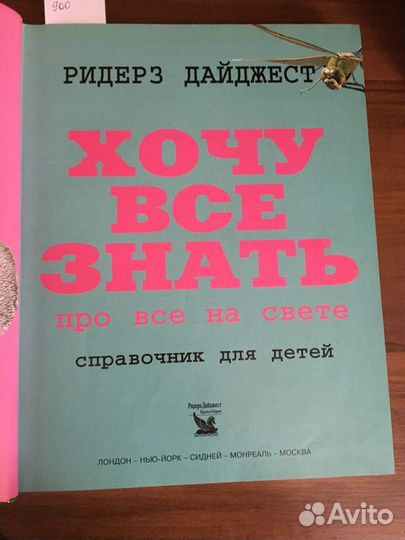 900
РИДЕРЗ ДАЙДЖЕСТ
ХОЧУ
ВСЕ
ЗНАТЬ
про все на свете
справочник для детей
Ридерз Дайджест
ЛОНДОН – НЬЮ-ЙОРК – СИДНЕЙ – МОНРЕАЛЬ – МОСКВА
Avito